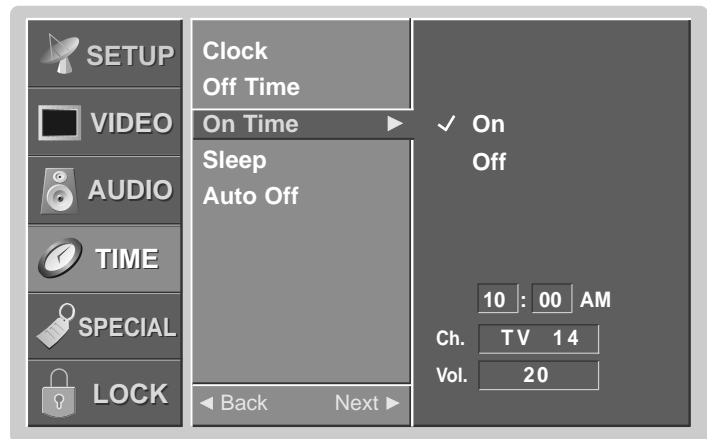 SETUP
VIDEO
AUDIO
TIME
SPECIAL
LOCK
Clock
Off Time
On Time ►
Sleep
Auto Off
◄ Back Next ►
✓ On
Off
10 : 00 AM
Ch. TV 14
Vol. 20